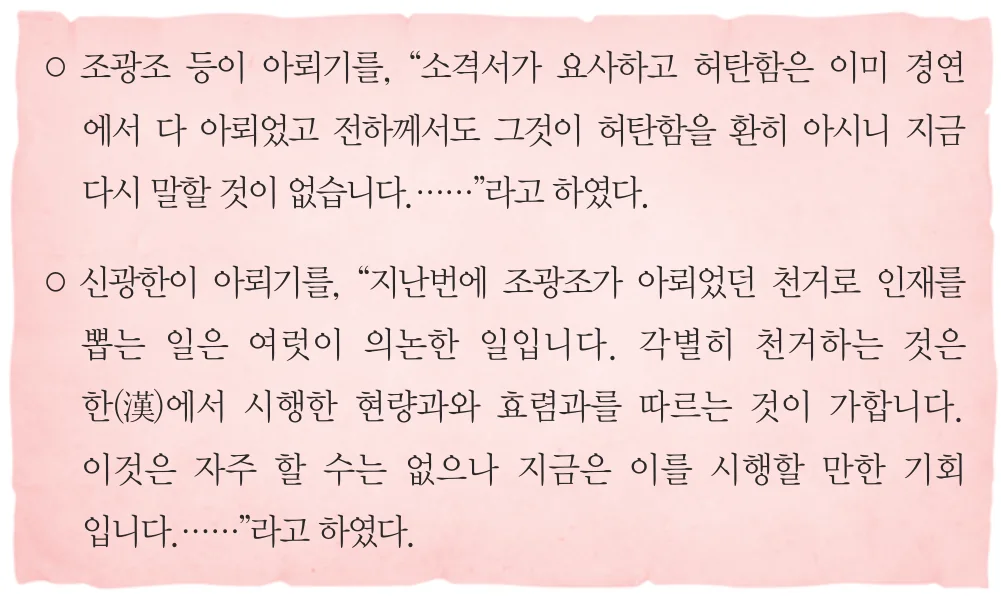 ○ 조광조 등이 아뢰기를, “소격서가 요사하고 허탄함은 이미 경연
에서 다 아뢰었고 전하께서도 그것이 허탄함을 환히 아시니 지금
다시 말할 것이 없습니다.……”라고 하였다.
○ 신광한이 아뢰기를, “지난번에 조광조가 아뢰었던 천거로 인재를
뽑는 일은 여럿이 의논한 일입니다. 각별히 천거하는 것은
한(漢)에서 시행한 현량과와 효렴과를 따르는 것이 가합니다.
이것은 자주 할 수는 없으나 지금은 이를 시행할 만한 기회
입니다.……”라고 하였다.